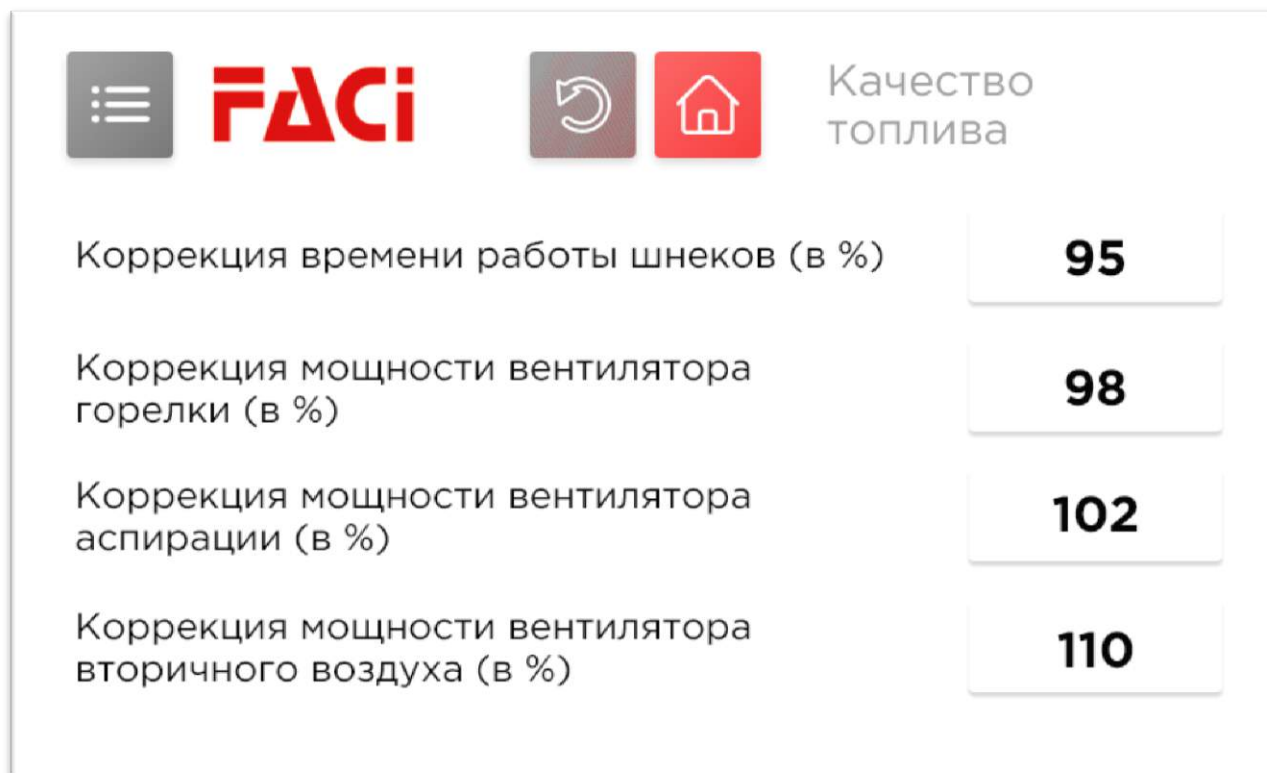 FACi
Качество
топлива
Коррекция времени работы шнеков (в %)
95
Коррекция мощности вентилятора
горелки (в %)
98
Коррекция мощности вентилятора
аспирации (в %)
102
Коррекция мощности вентилятора
вторичного воздуха (в %)
110